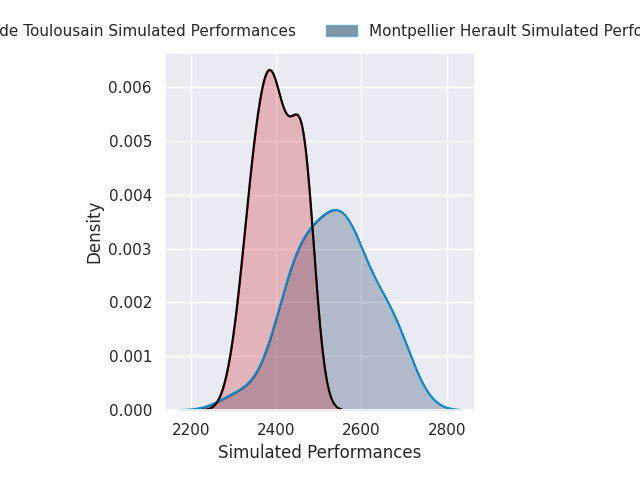 de Toulousain Simulated Performances Montpellier Herault Simulated Perfo
0.006
0.005
0.004
0.003
0.002
0.001
0.000
Density
2200 2400 2600 2800
Simulated Performances